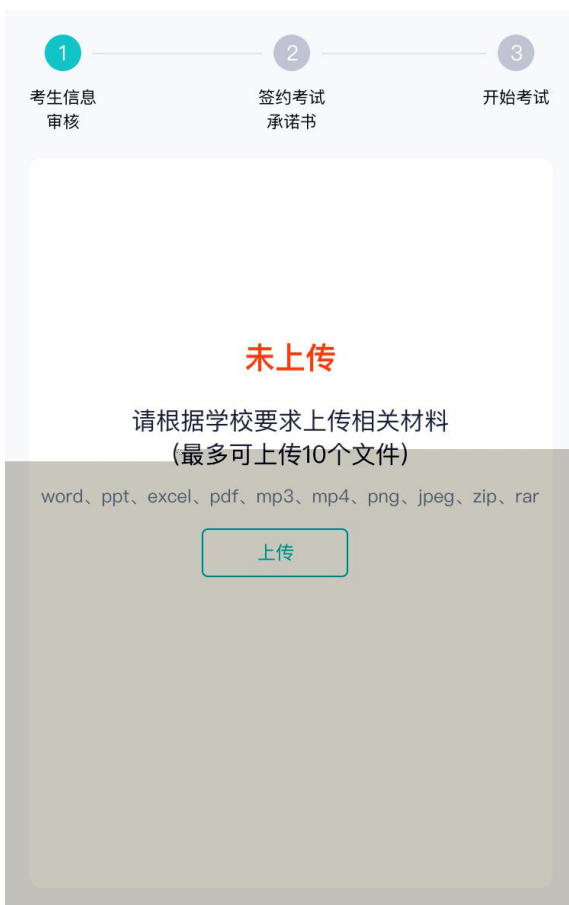 1
2
3
考生信息
审核
签约考试
承诺书
开始考试
未上传
请根据学校要求上传相关材料
（最多可上传10个文件）
word、ppt、excel、pdf、mp3、mp4、png、jpeg、zip、rar
上传